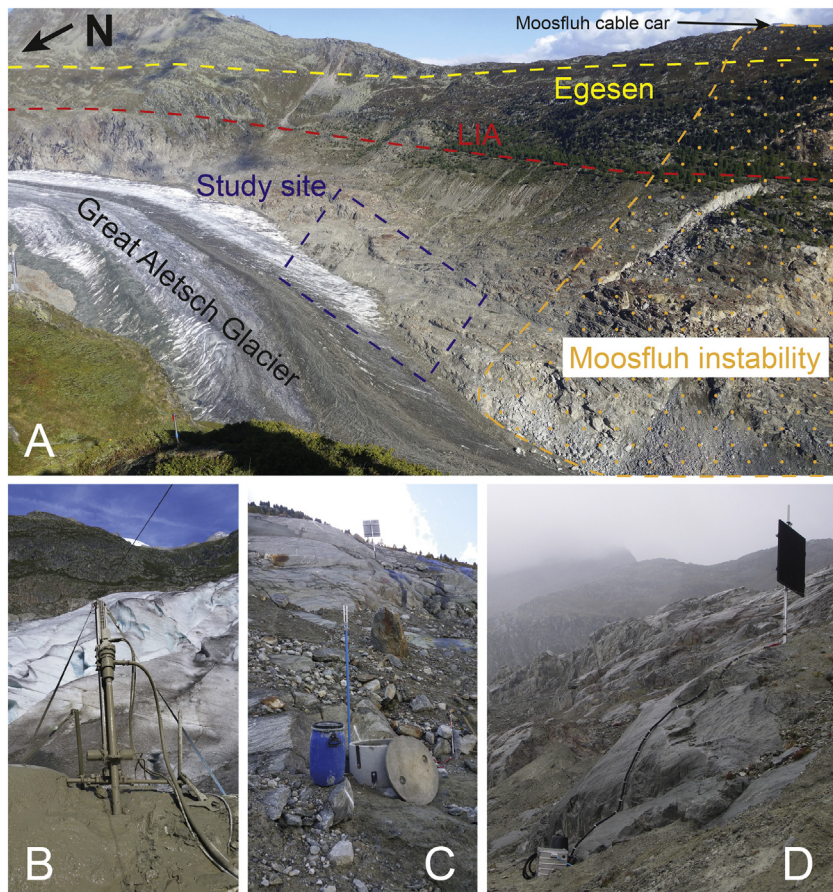 Moosfluh cable car
N
Egesen
LIA
Study site
Great Aletsch Glacier
Moosfluh instability
A
B
C
D